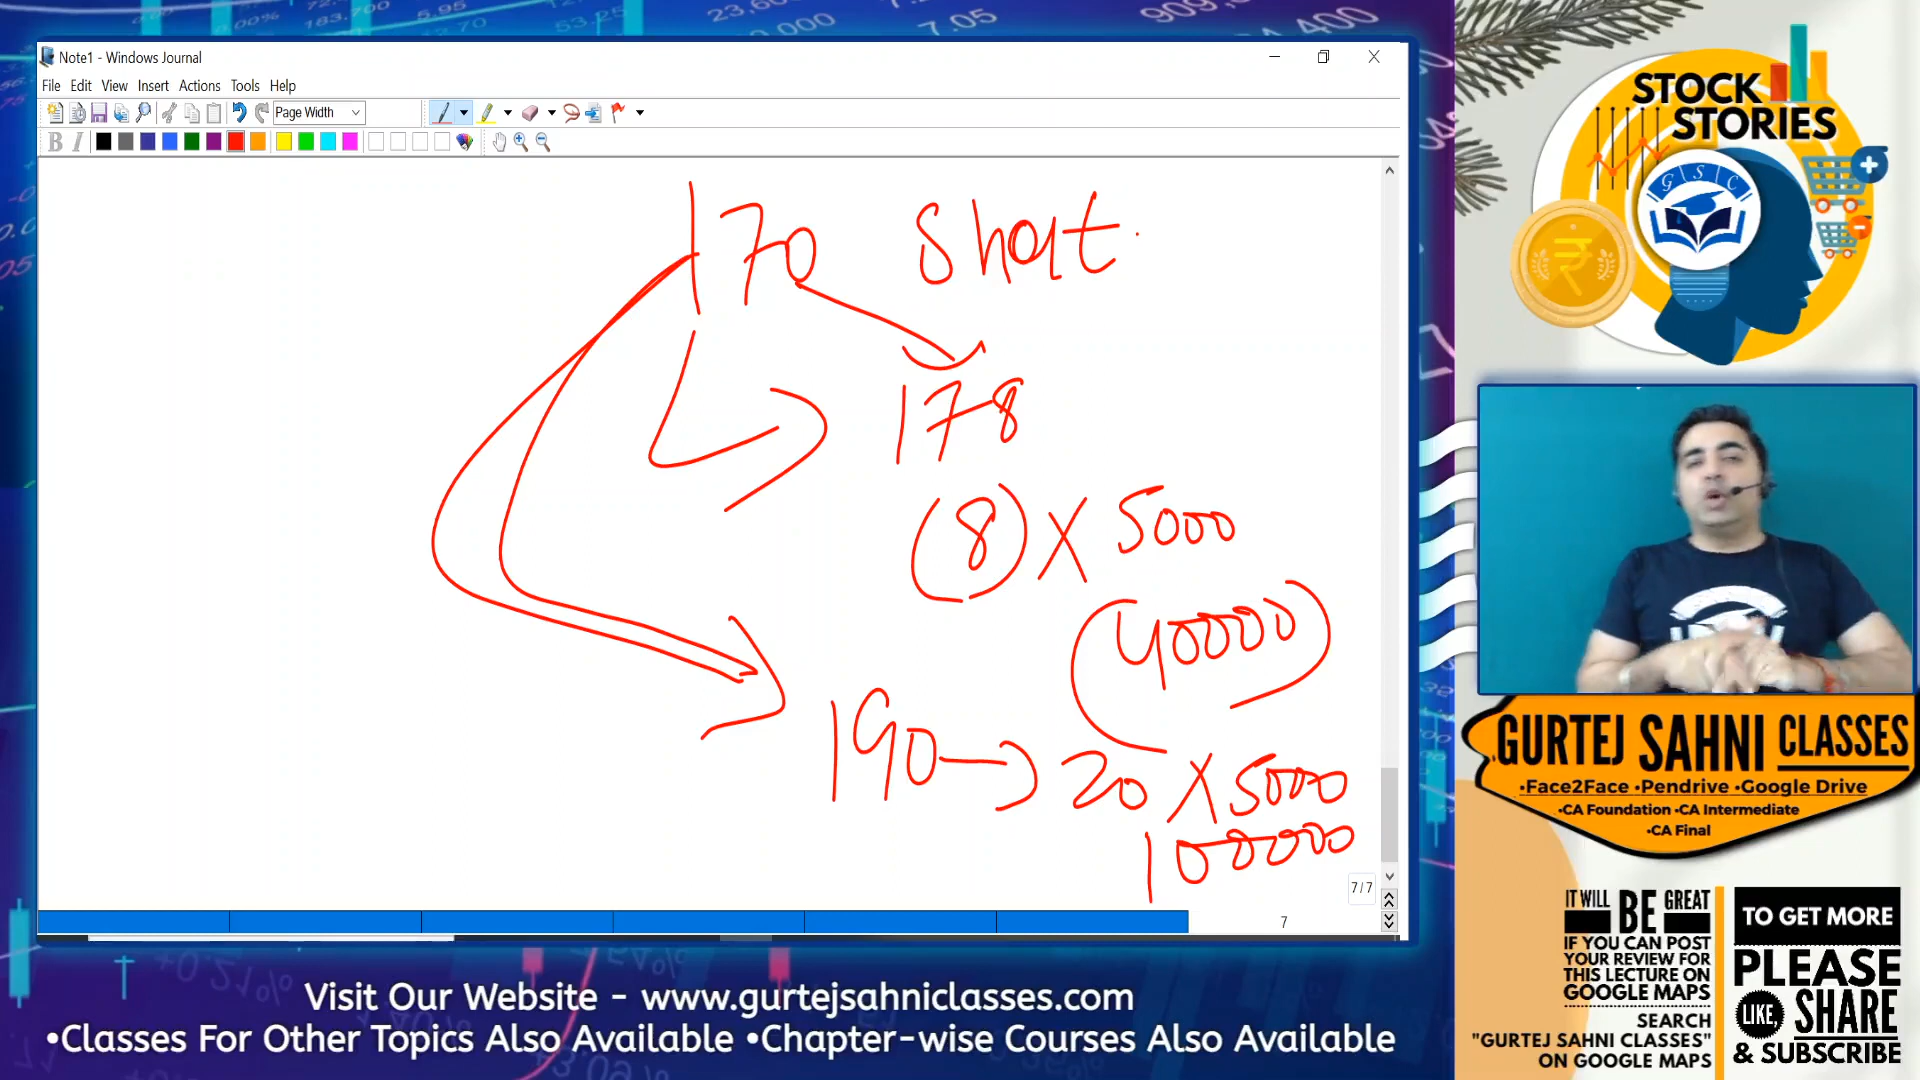 Note1 - Windows Journal
File Edit View Insert Actions Tools Help
Page Width
B I
170 Short.
178
(8) X 5000
(40000)
190 → 20 X 5000
100000
7/7
7
STOCK
STORIES
GSC
GURTEJ SAHNI CLASSES
•Face2Face •Pendrive •Google Drive
•CA Foundation •CA Intermediate
•CA Final
IT WILL BE GREAT
IF YOU CAN POST
YOUR REVIEW FOR
THIS LECTURE ON
GOOGLE MAPS
SEARCH
"GURTEJ SAHNI CLASSES"
ON GOOGLE MAPS
TO GET MORE
PLEASE
LIKE, SHARE
& SUBSCRIBE
Visit Our Website - www.gurtejsahniclasses.com
•Classes For Other Topics Also Available •Chapter-wise Courses Also Available